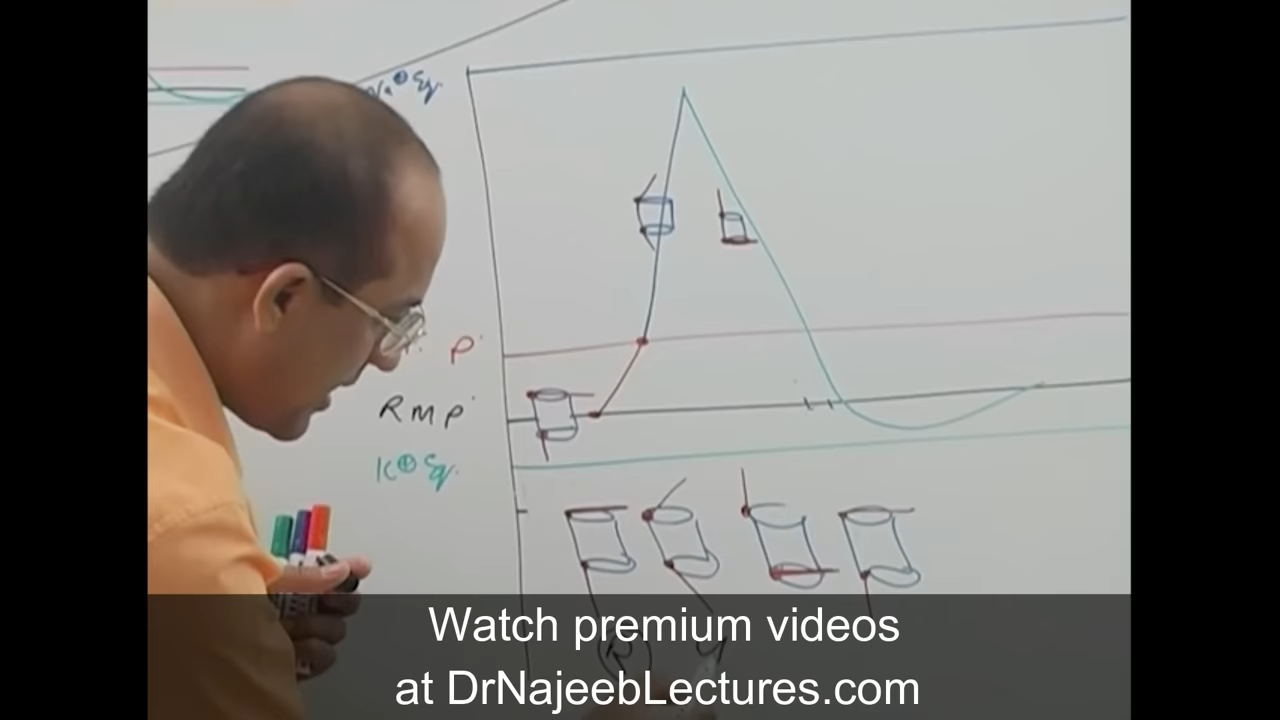 Na⊕ Eq.
P.
RMP.
K⊕ Eq.
R
Watch premium videos
at DrNajeebLectures.com